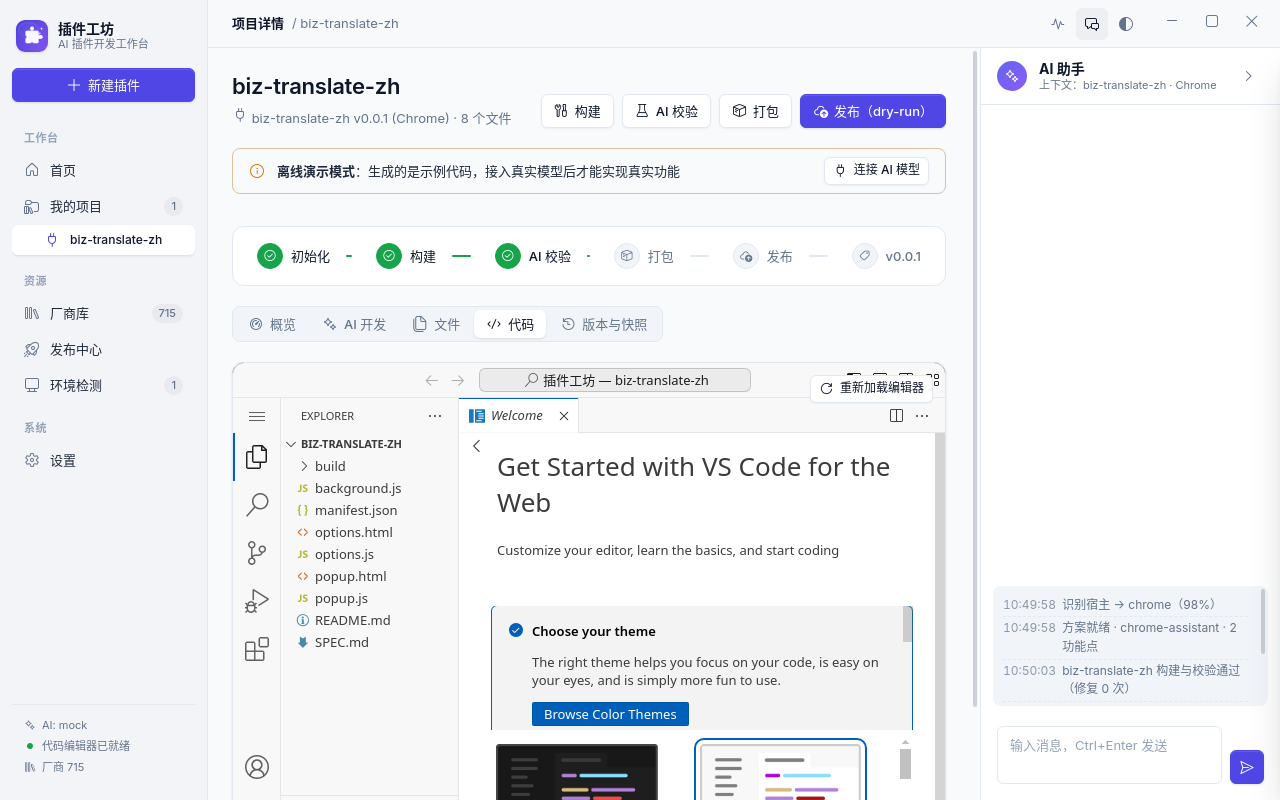 插件工坊
AI 插件开发工作台
新建插件
工作台
首页
我的项目 1
biz-translate-zh
资源
厂商库 715
发布中心
环境检测 1
系统
设置
AI: mock
代码编辑器已就绪
厂商 715
项目详情 / biz-translate-zh
biz-translate-zh
biz-translate-zh v0.0.1 (Chrome) · 8 个文件
构建
AI 校验
打包
发布（dry-run）
离线演示模式：生成的是示例代码，接入真实模型后才能实现真实功能
连接 AI 模型
初始化
构建
AI 校验
打包
发布
v0.0.1
概览
AI 开发
文件
代码
版本与快照
插件工坊 — biz-translate-zh
重新加载编辑器
EXPLORER
BIZ-TRANSLATE-ZH
build
JS background.js
{ } manifest.json
<> options.html
JS options.js
<> popup.html
JS popup.js
README.md
SPEC.md
Welcome
Get Started with VS Code for the
Web
Customize your editor, learn the basics, and start coding
Choose your theme
The right theme helps you focus on your code, is easy on
your eyes, and is simply more fun to use.
Browse Color Themes
AI 助手
上下文：biz-translate-zh · Chrome
10:49:58 识别宿主 → chrome（98%）
10:49:58 方案就绪 · chrome-assistant · 2
功能点
10:50:03 biz-translate-zh 构建与校验通过
（修复 0 次）
输入消息，Ctrl+Enter 发送